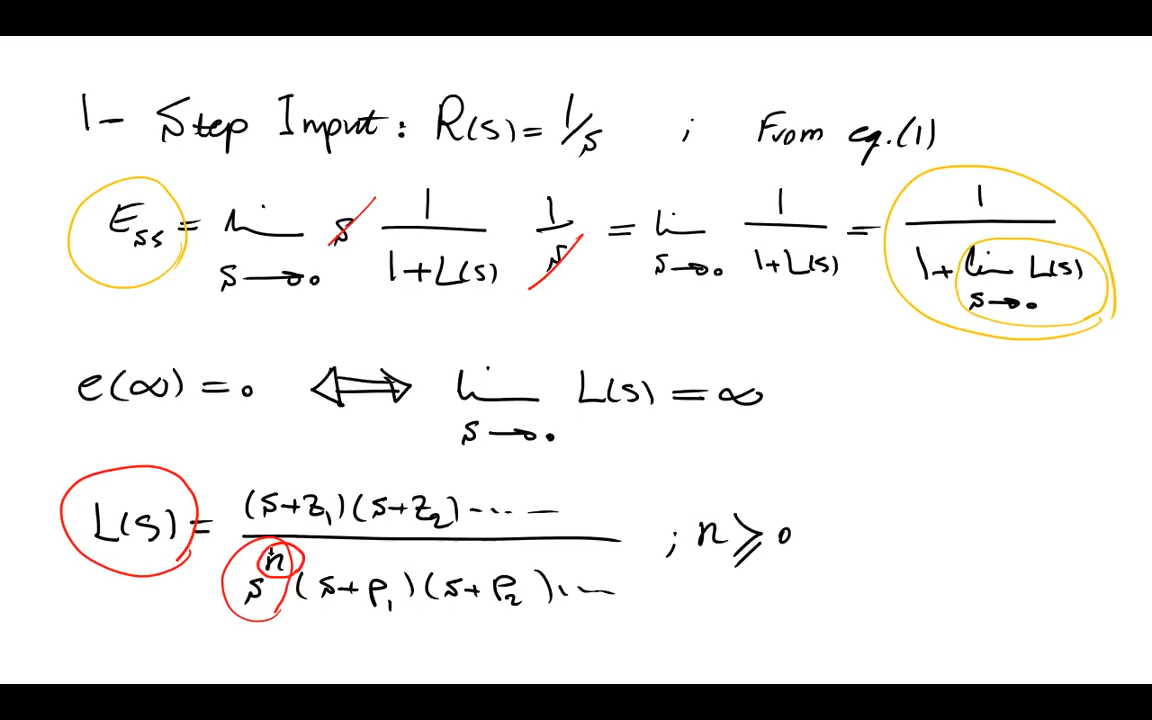 1- Step Input: R(s) = 1/s ; From eq.(1)
Ess = lim s→0 s 1/(1+L(s)) 1/s = lim s→0 1/(1+L(s)) = 1/(1+ lim s→0 L(s))
e(∞) = 0 ⟺ lim s→0 L(s) = ∞
L(s) = (s+z₁)(s+z₂)...... / sⁿ(s+p₁)(s+p₂)..... ; n ⩾ 0